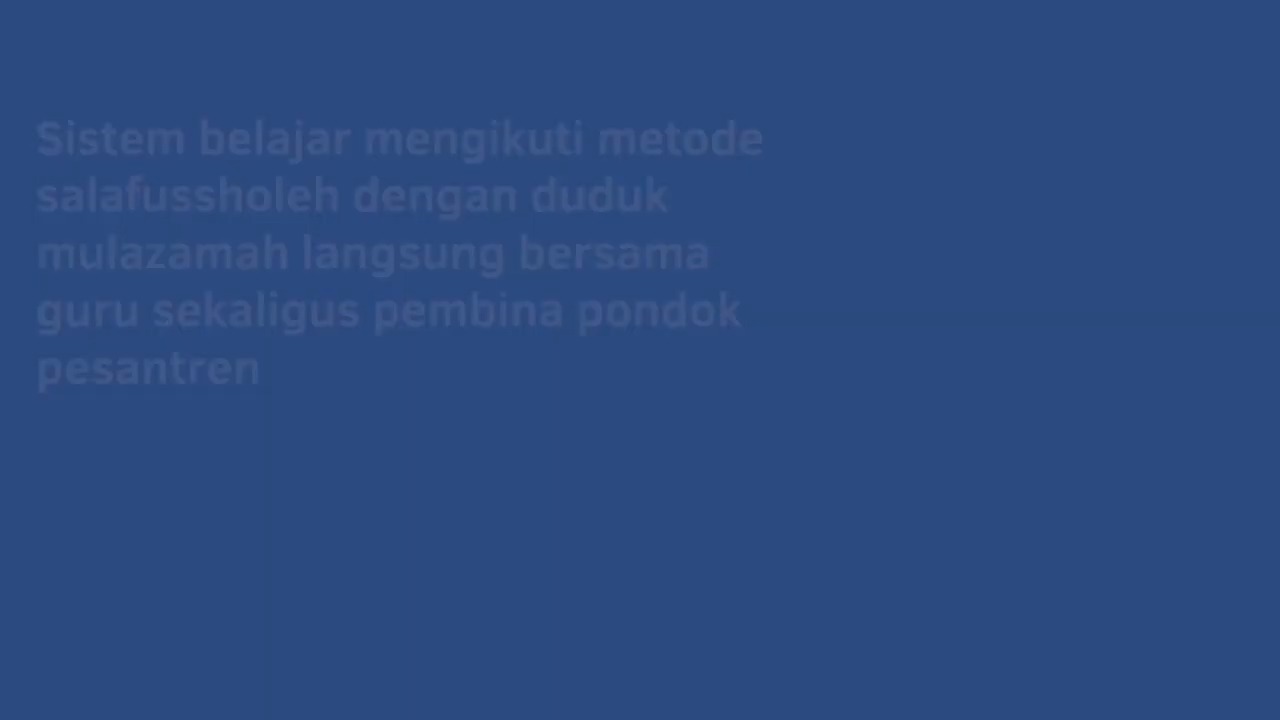 Sistem belajar mengikuti metode
salafussholeh dengan duduk
mulazamah langsung bersama
guru sekaligus pembina pondok
pesantren